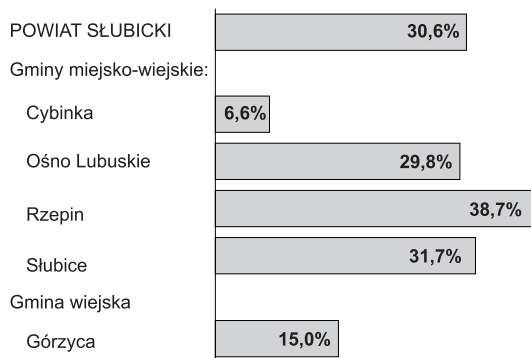 POWIAT SŁUBICKI 30,6%
Gminy miejsko-wiejskie:
Cybinka 6,6%
Ośno Lubuskie 29,8%
Rzepin 38,7%
Słubice 31,7%
Gmina wiejska
Górzyca 15,0%